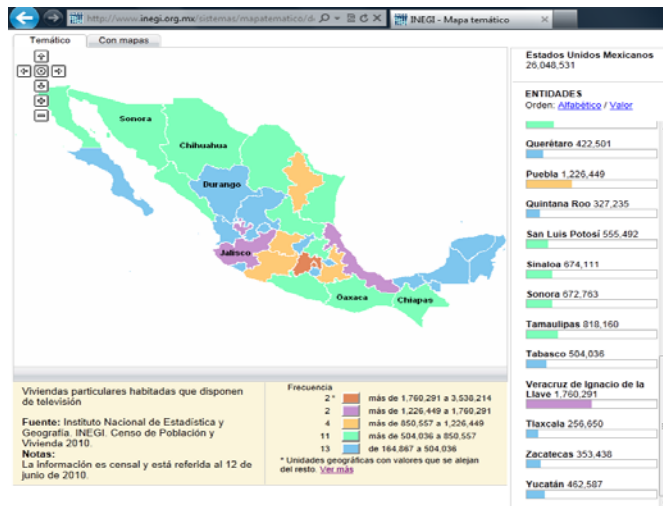 http://www.inegi.org.mx/sistemas/mapatematico/di
INEGI - Mapa temático
Temático
Con mapas
Sonora
Chihuahua
Durango
Jalisco
Oaxaca
Chiapas
Viviendas particulares habitadas que disponen
de televisión
Fuente: Instituto Nacional de Estadística y
Geografía. INEGI. Censo de Población y
Vivienda 2010.
Notas:
La información es censal y está referida al 12 de
junio de 2010.
Frecuencia
2* más de 1,760,291 a 3,538,214
2 más de 1,226,449 a 1,760,291
4 más de 850,557 a 1,226,449
11 más de 504,036 a 850,557
13 de 164,867 a 504,036
* Unidades geográficas con valores que se alejan
del resto. Ver más
Estados Unidos Mexicanos
26,048,531
ENTIDADES
Orden: Alfabético / Valor
Querétaro 422,501
Puebla 1,226,449
Quintana Roo 327,235
San Luis Potosí 555,492
Sinaloa 674,111
Sonora 672,763
Tamaulipas 818,160
Tabasco 504,036
Veracruz de Ignacio de la
Llave 1,760,291
Tlaxcala 256,650
Zacatecas 353,438
Yucatán 462,587